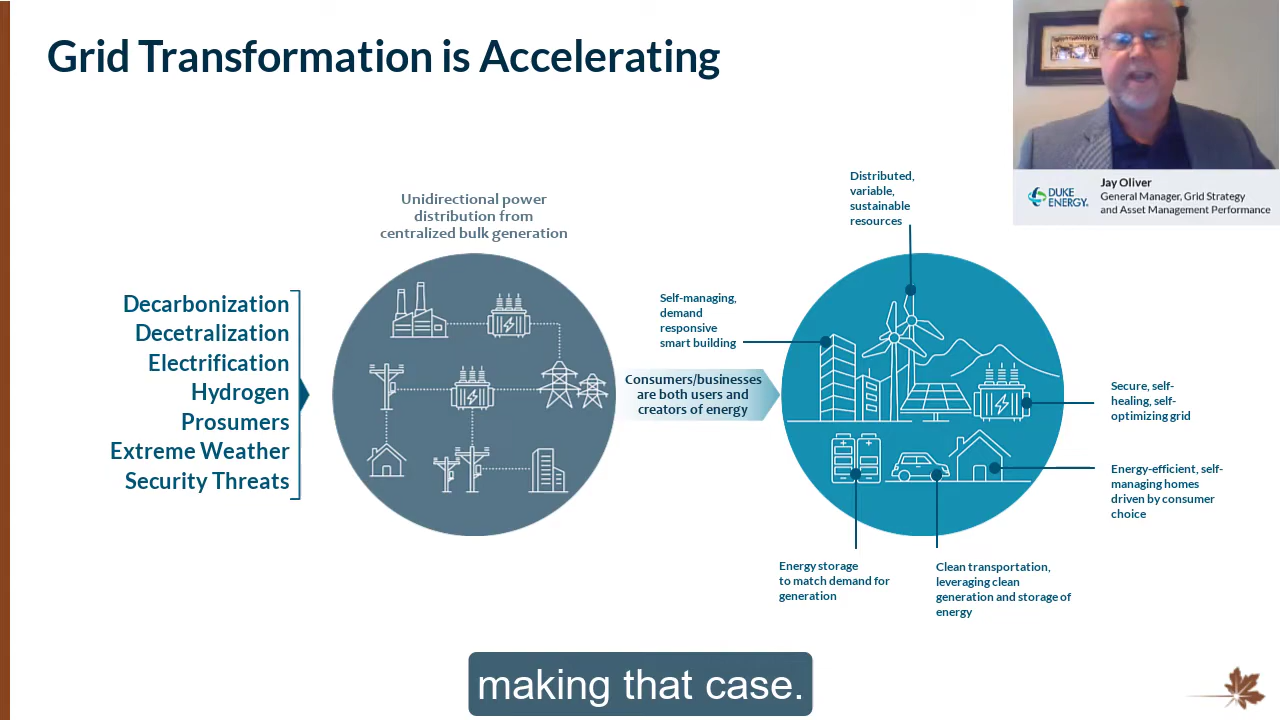 Grid Transformation is Accelerating
DUKE
ENERGY.
Jay Oliver
General Manager, Grid Strategy
and Asset Management Performance
Unidirectional power
distribution from
centralized bulk generation
Decarbonization
Decetralization
Electrification
Hydrogen
Prosumers
Extreme Weather
Security Threats
Consumers/businesses
are both users and
creators of energy
Self-managing,
demand
responsive
smart building
Distributed,
variable,
sustainable
resources
Secure, self-
healing, self-
optimizing grid
Energy-efficient, self-
managing homes
driven by consumer
choice
Energy storage
to match demand for
generation
Clean transportation,
leveraging clean
generation and storage of
energy
making that case.